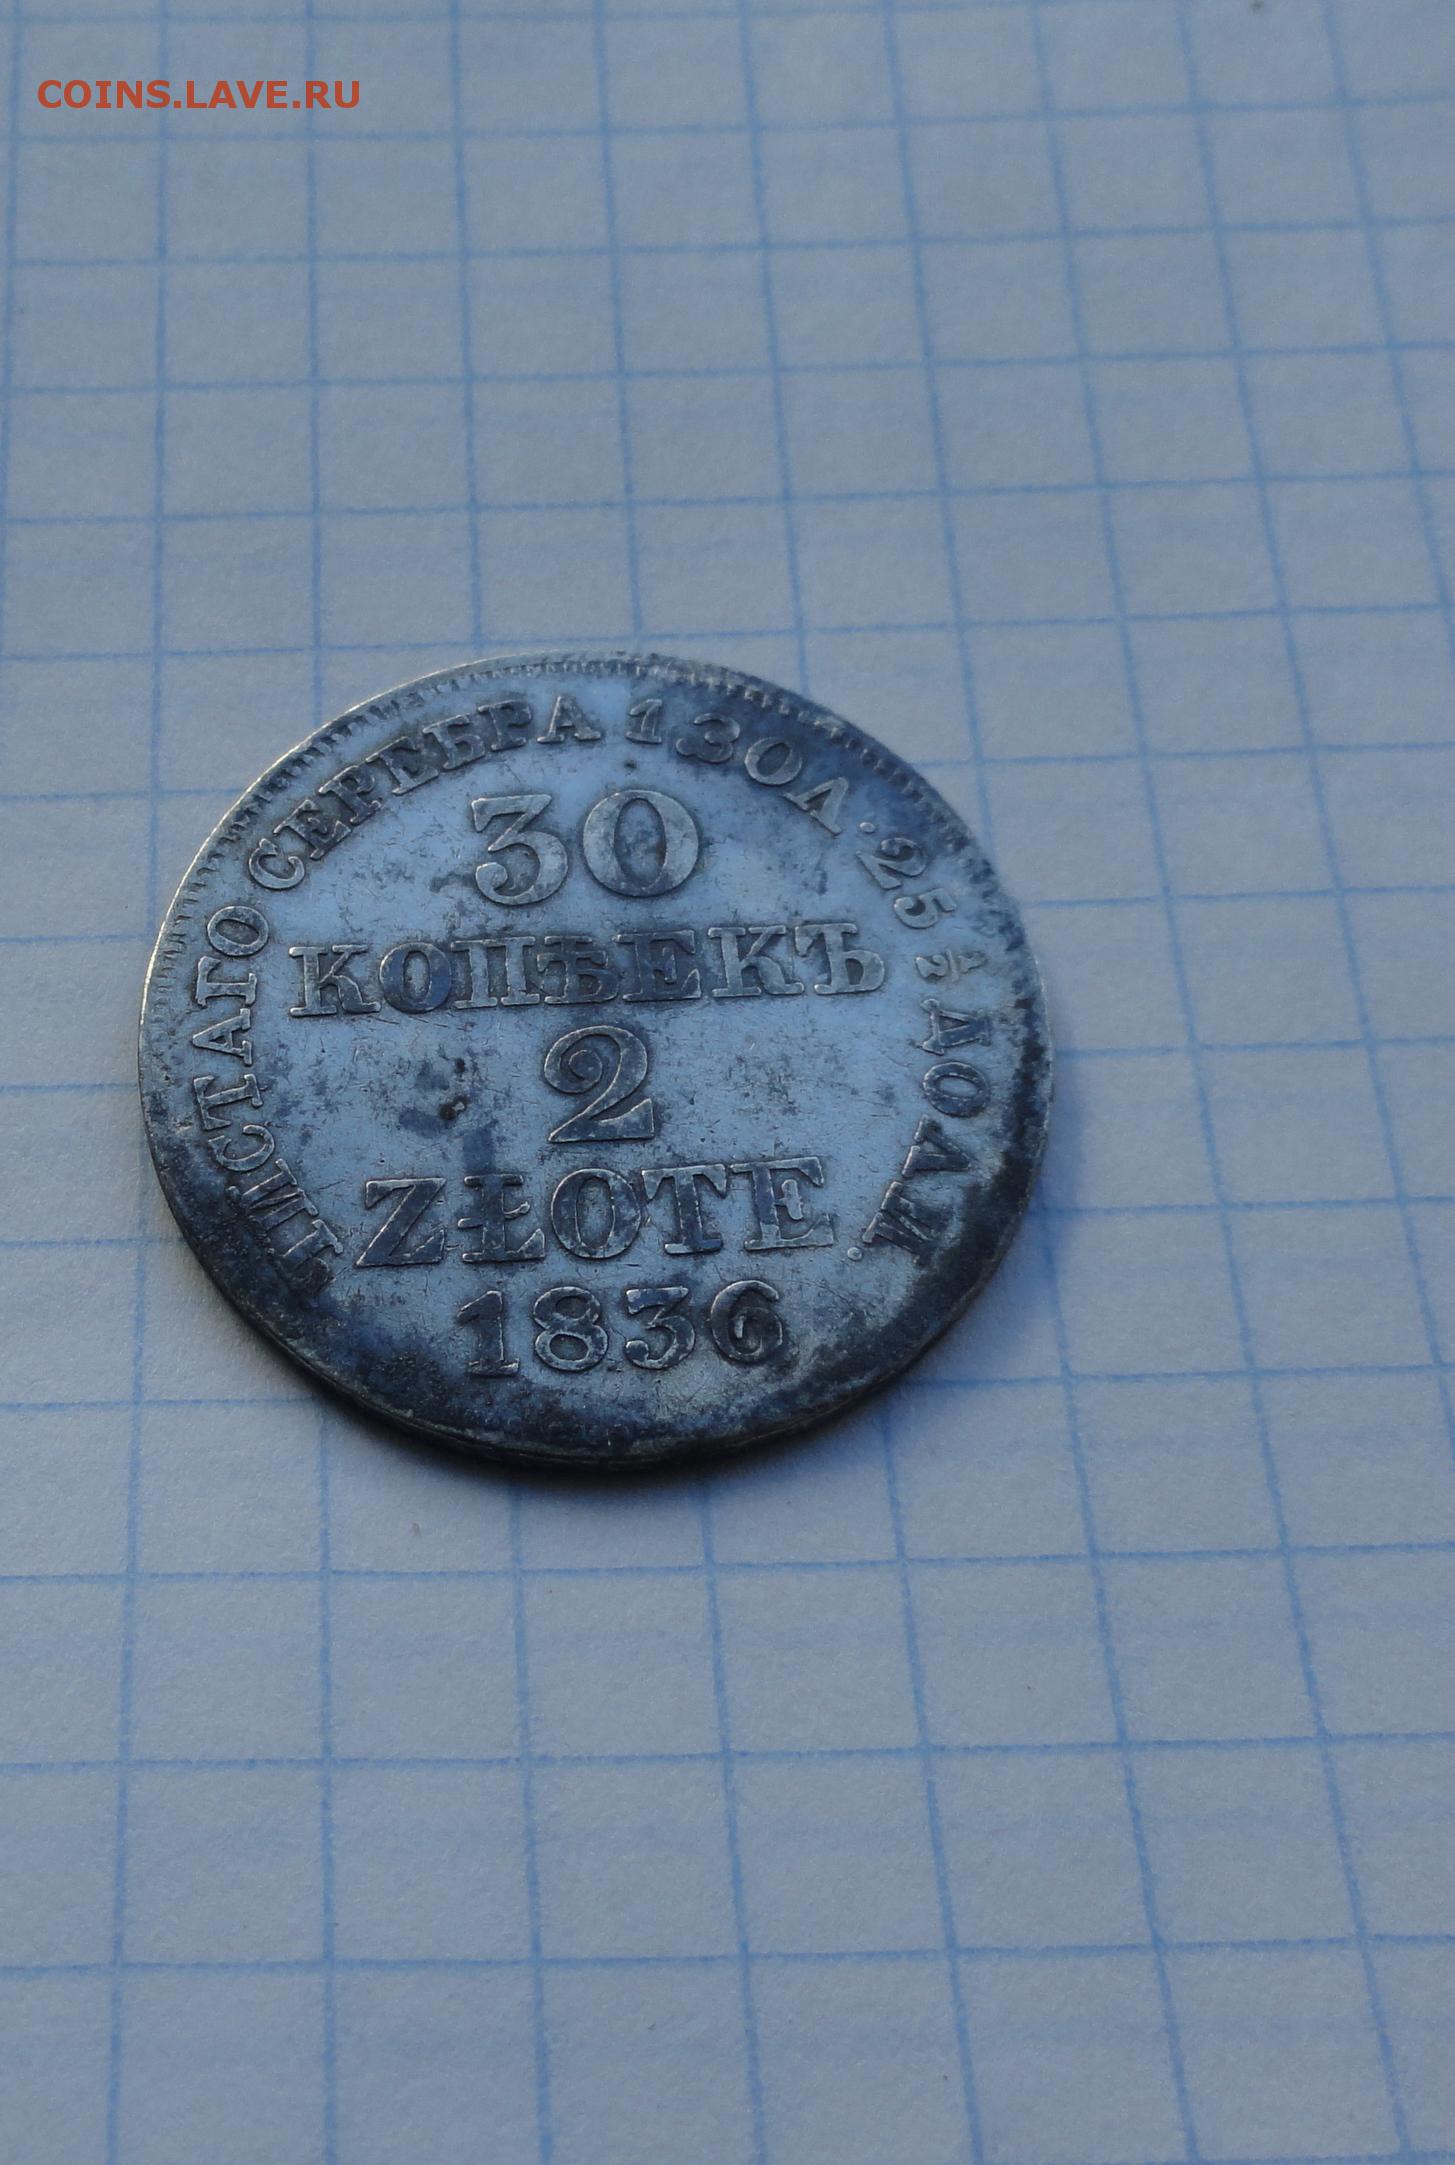 COINS.LAVE.RU
ЧИСТАГО СЕРЕБРА 1 ЗОЛ. 25 1/2 ДОЛИ.
30
КОПѢЕКЪ
2
ZŁOTE
1836